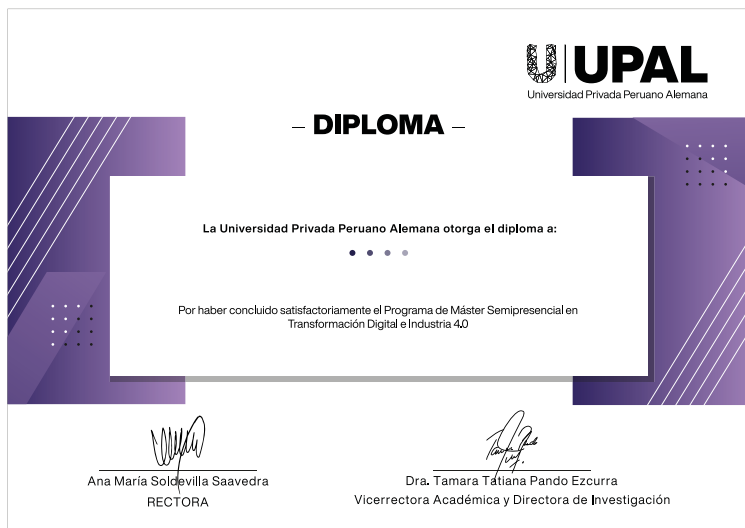 UPAL
Universidad Privada Peruano Alemana
– DIPLOMA –
La Universidad Privada Peruano Alemana otorga el diploma a:
Por haber concluido satisfactoriamente el Programa de Máster Semipresencial en
Transformación Digital e Industria 4.0
Ana María Soldevilla Saavedra
RECTORA
Dra. Tamara Tatiana Pando Ezcurra
Vicerrectora Académica y Directora de Investigación